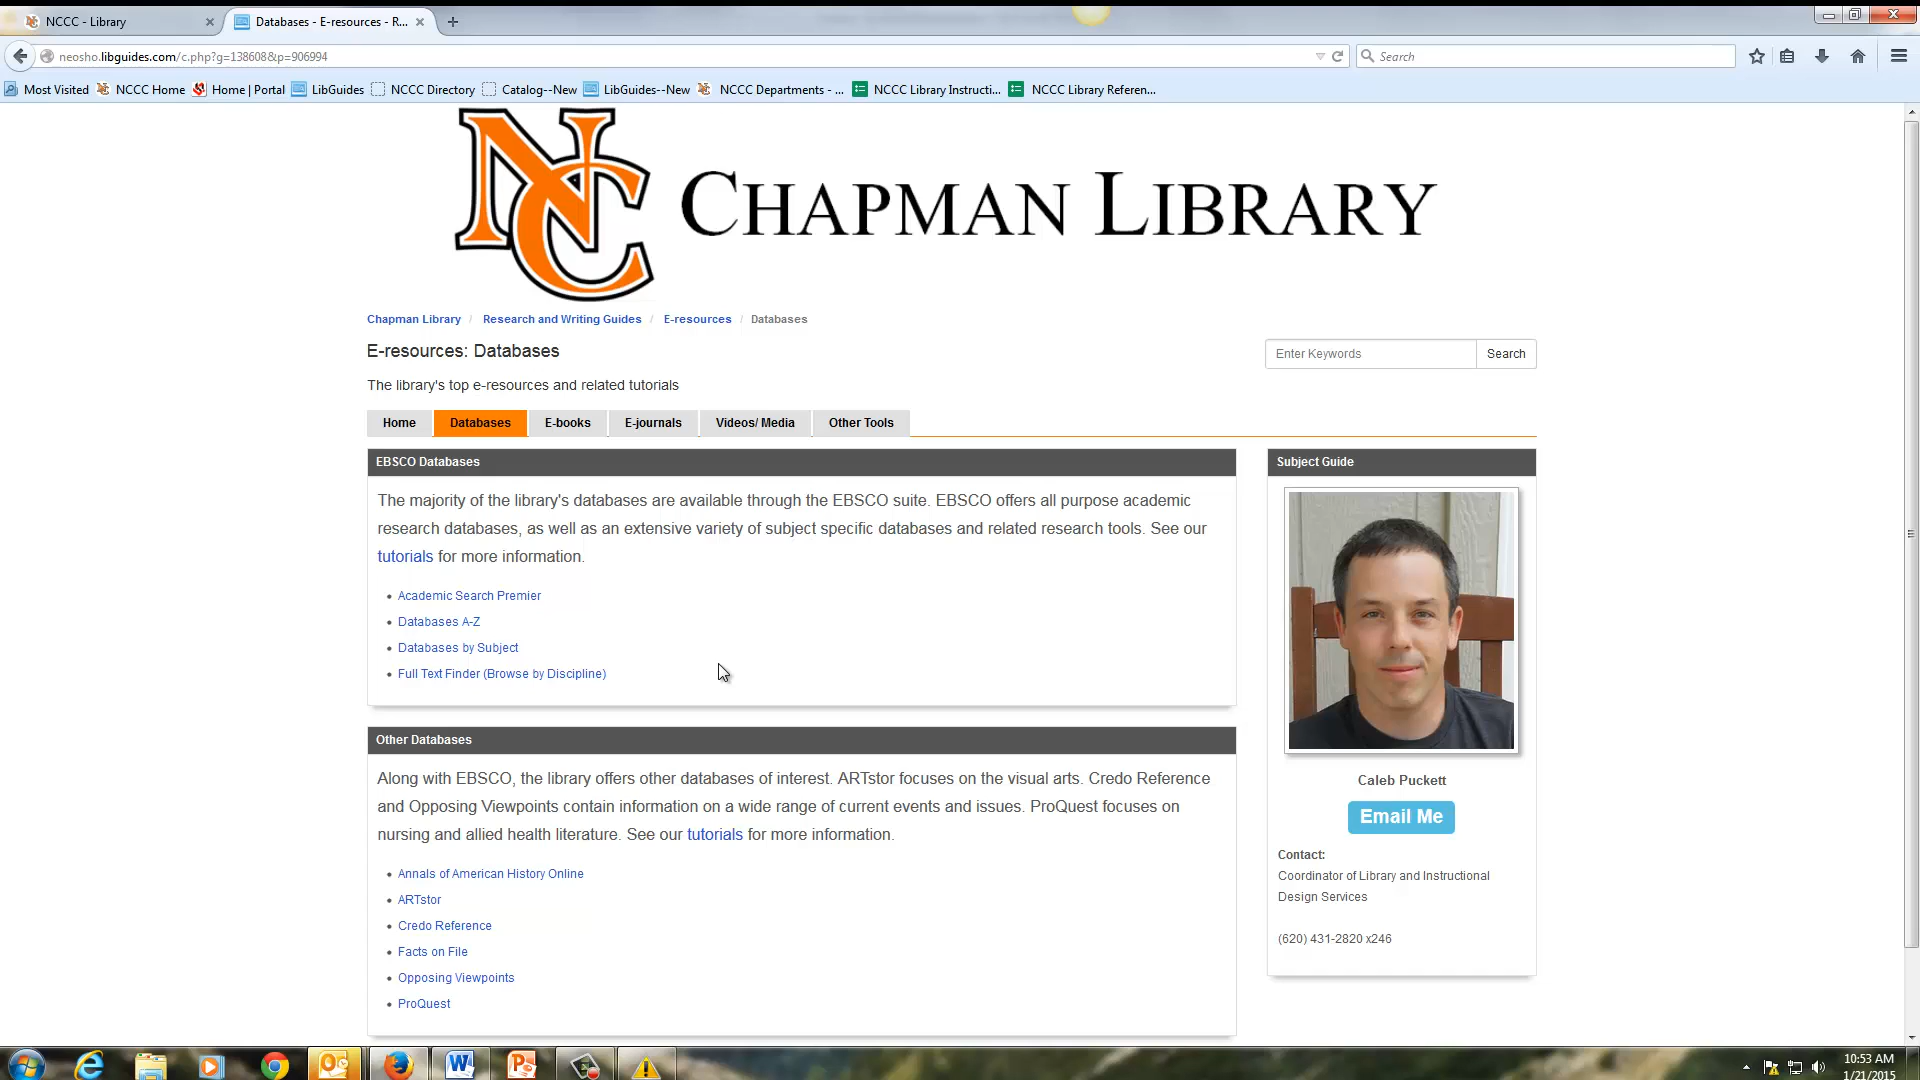 NCCC - Library
Databases - E-resources - R...
neosho.libguides.com/c.php?g=138608&p=906994
Search
Most Visited
NCCC Home
Home | Portal
LibGuides
NCCC Directory
Catalog--New
LibGuides--New
NCCC Departments - ...
NCCC Library Instructi...
NCCC Library Referen...
NC CHAPMAN LIBRARY
Chapman Library / Research and Writing Guides / E-resources / Databases
E-resources: Databases
Enter Keywords
Search
The library's top e-resources and related tutorials
Home
Databases
E-books
E-journals
Videos/ Media
Other Tools
EBSCO Databases
The majority of the library's databases are available through the EBSCO suite. EBSCO offers all purpose academic
research databases, as well as an extensive variety of subject specific databases and related research tools. See our
tutorials for more information.
• Academic Search Premier
• Databases A-Z
• Databases by Subject
• Full Text Finder (Browse by Discipline)
Other Databases
Along with EBSCO, the library offers other databases of interest. ARTstor focuses on the visual arts. Credo Reference
and Opposing Viewpoints contain information on a wide range of current events and issues. ProQuest focuses on
nursing and allied health literature. See our tutorials for more information.
• Annals of American History Online
• ARTstor
• Credo Reference
• Facts on File
• Opposing Viewpoints
• ProQuest
Subject Guide
Caleb Puckett
Email Me
Contact:
Coordinator of Library and Instructional
Design Services
(620) 431-2820 x246
10:53 AM
1/21/2015